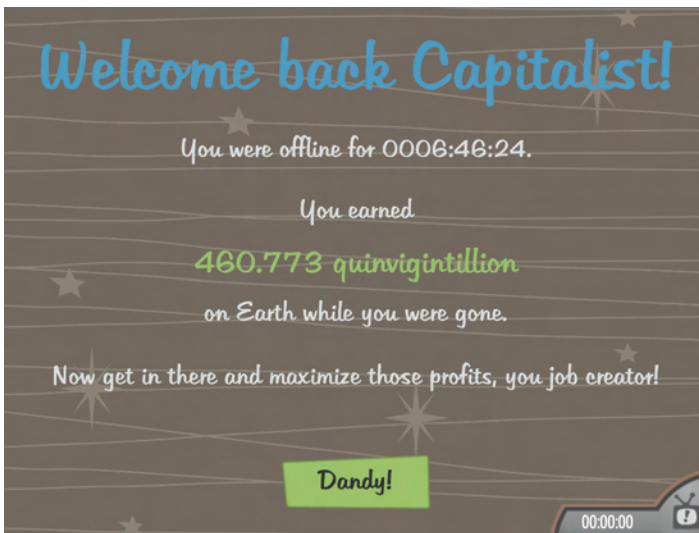 Welcome back Capitalist!
You were offline for 0006:46:24.
You earned
460.773 quinvigintillion
on Earth while you were gone.
Now get in there and maximize those profits, you job creator!
Dandy!
00:00:00
!